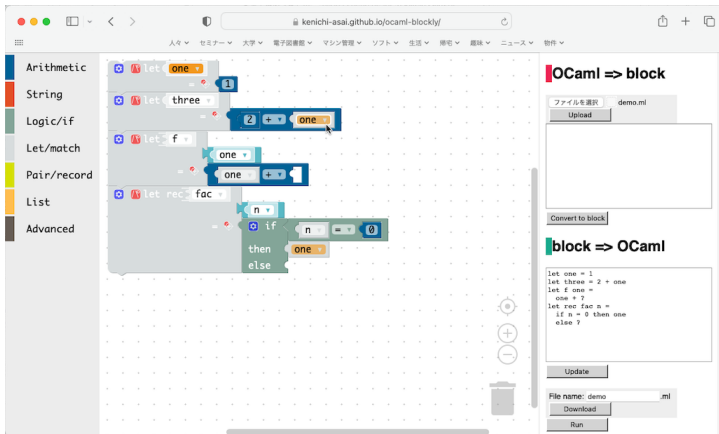 kenichi-asai.github.io/ocaml-blockly/
人々 セミナー 大学 電子図書館 マシン管理 ソフト 生活 帰宅 趣味 ニュース 物件
Arithmetic
String
Logic/if
Let/match
Pair/record
List
Advanced
let one
= 1
let three
= 2 + one
let f
one
= one +
let rec fac
n
= if n = 0
then one
else
OCaml => block
ファイルを選択 demo.ml
Upload
Convert to block
block => OCaml
let one = 1
let three = 2 + one
let f one =
one + ?
let rec fac n =
if n = 0 then one
else ?
Update
File name: demo .ml
Download
Run